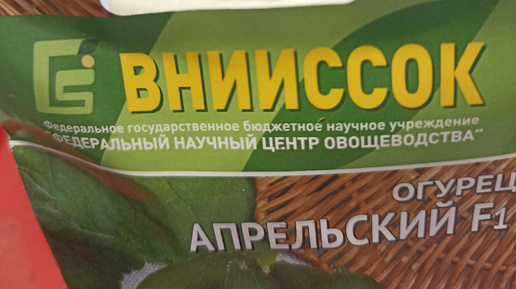 ВНИИССОК
Федеральное государственное бюджетное научное учреждение
"ФЕДЕРАЛЬНЫЙ НАУЧНЫЙ ЦЕНТР ОВОЩЕВОДСТВА"
ОГУРЕЦ
АПРЕЛЬСКИЙ F1